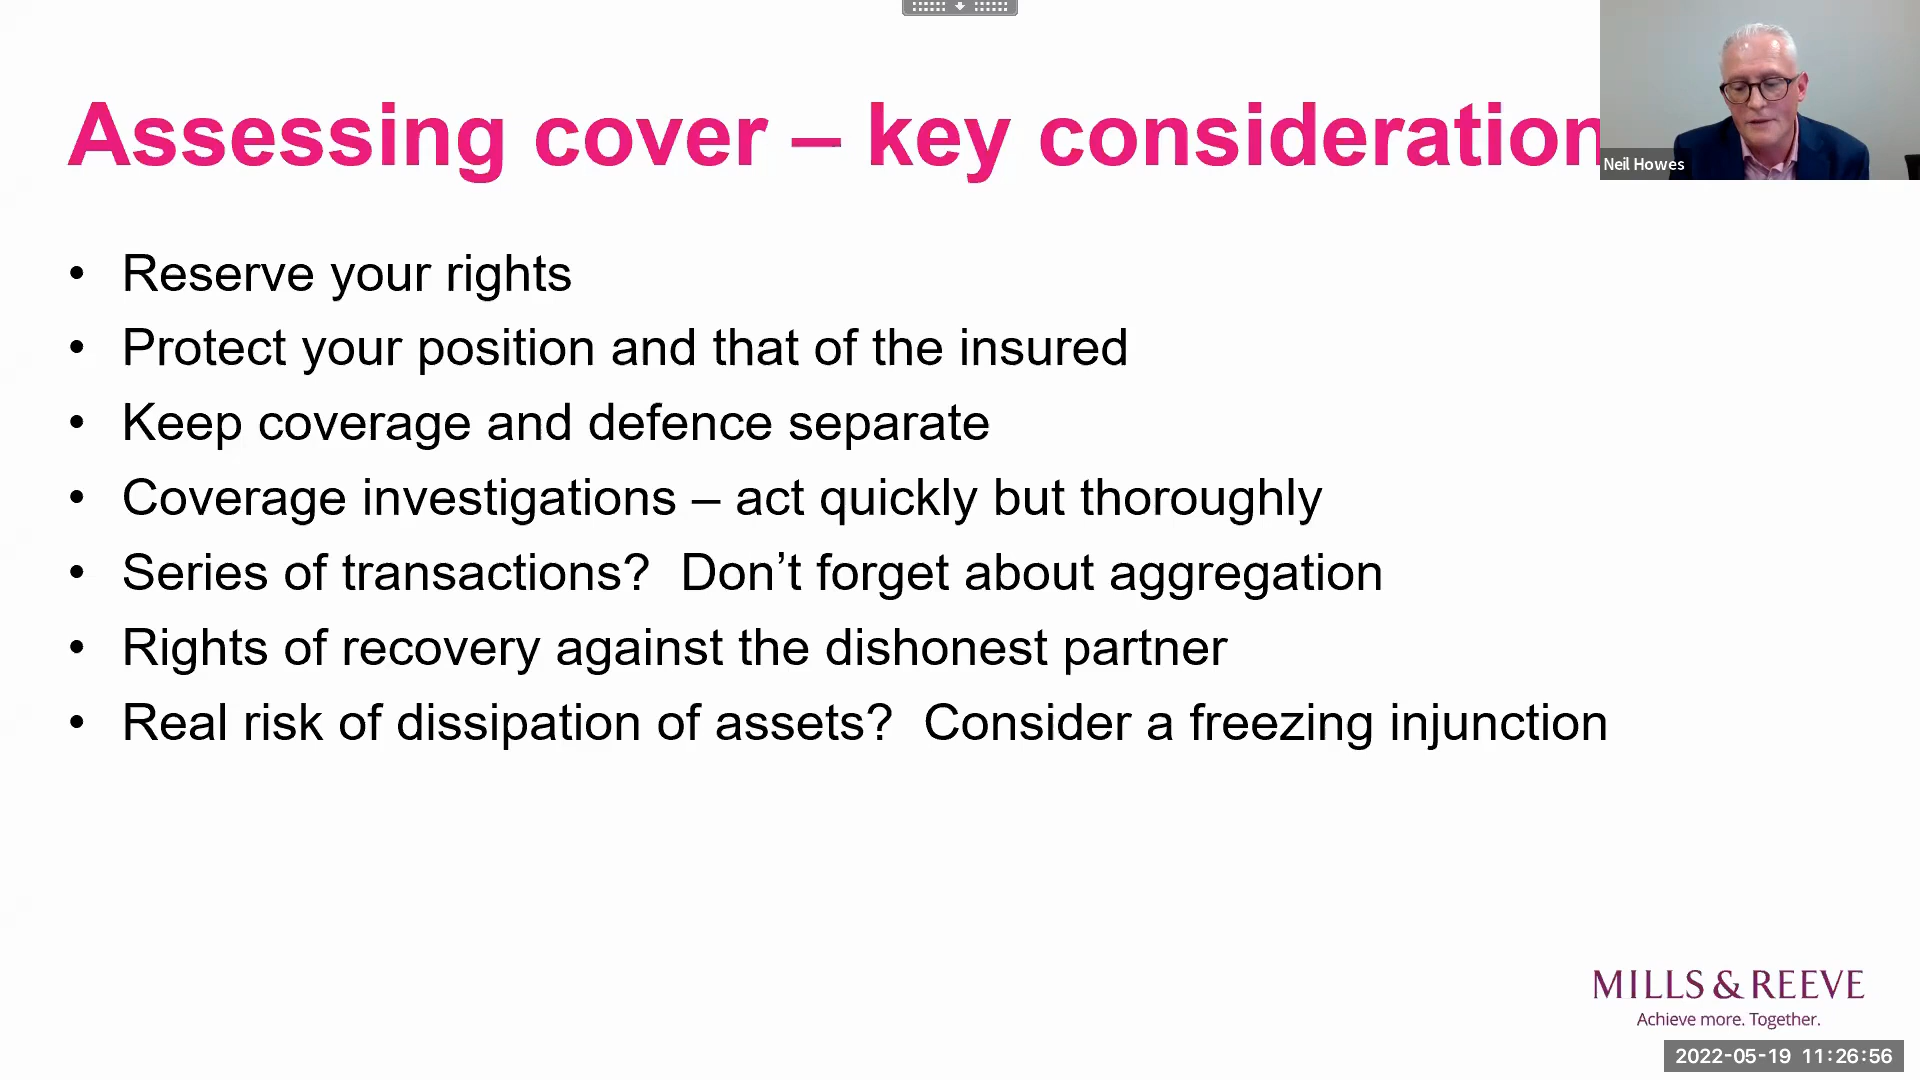 Assessing cover – key consideration
Neil Howes
• Reserve your rights
• Protect your position and that of the insured
• Keep coverage and defence separate
• Coverage investigations – act quickly but thoroughly
• Series of transactions?  Don’t forget about aggregation
• Rights of recovery against the dishonest partner
• Real risk of dissipation of assets?  Consider a freezing injunction
MILLS & REEVE
Achieve more. Together.
2022-05-19 11:26:56